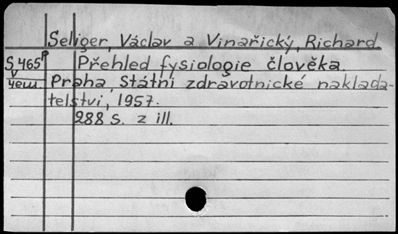 Seliger, Václav a Vinařický, Richard
S 465 P Přehled fysiologie člověka.
v Praha, Státní zdravotnické naklada-
telství, 1957.
288 s. z ill.